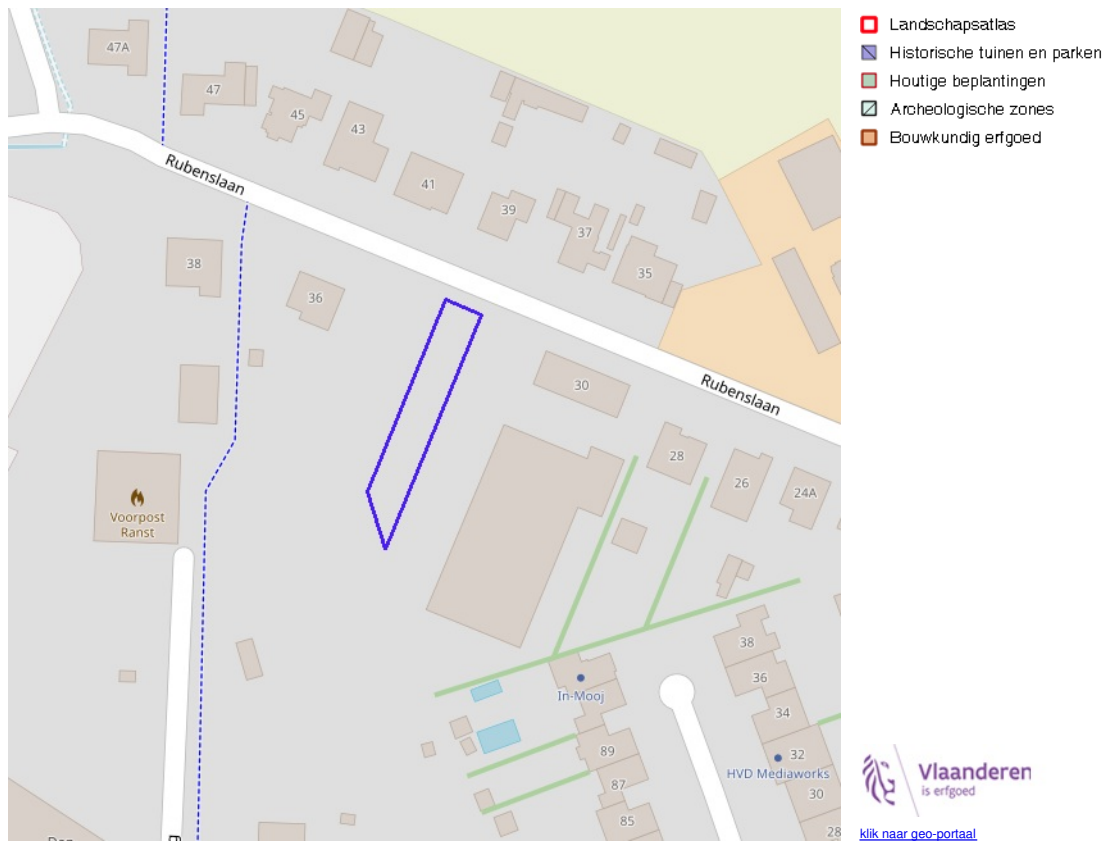 47A
47
45
43
41
39
37
35
Rubenslaan
38
36
30
Rubenslaan
28
26
24A
Voorpost
Ranst
In-Mooj
38
36
34
32
HVD Mediaworks
30
28
89
87
85
Landschapsatlas
Historische tuinen en parken
Houtige beplantingen
Archeologische zones
Bouwkundig erfgoed
Vlaanderen
is erfgoed
klik naar geo-portaal